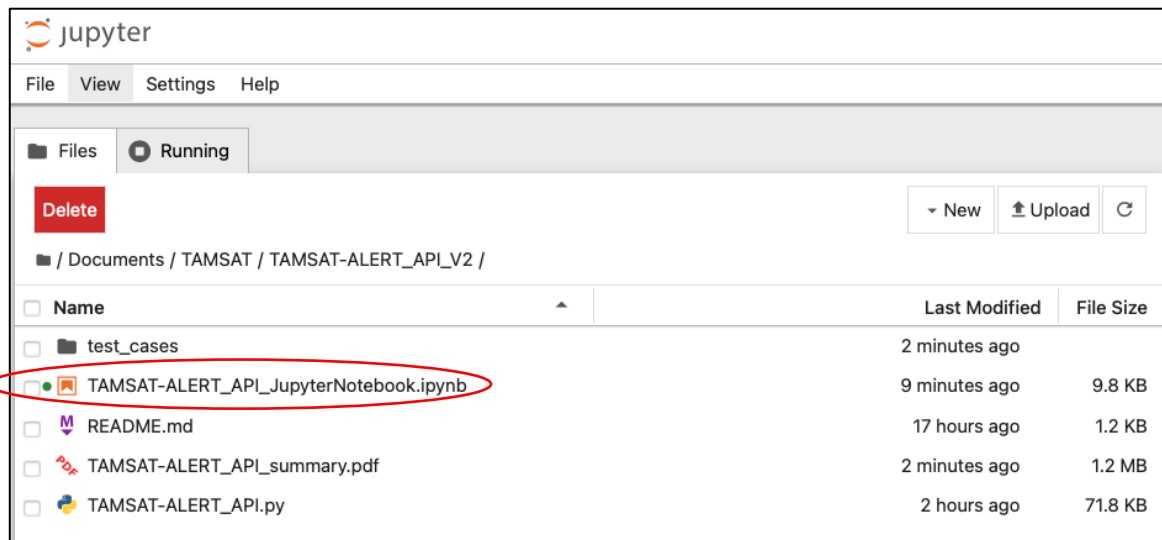 jupyter
File View Settings Help
Files Running
Delete New Upload
/ Documents / TAMSAT / TAMSAT-ALERT_API_V2 /
Name Last Modified File Size
test_cases 2 minutes ago
TAMSAT-ALERT_API_JupyterNotebook.ipynb 9 minutes ago 9.8 KB
M README.md 17 hours ago 1.2 KB
PDF TAMSAT-ALERT_API_summary.pdf 2 minutes ago 1.2 MB
TAMSAT-ALERT_API.py 2 hours ago 71.8 KB